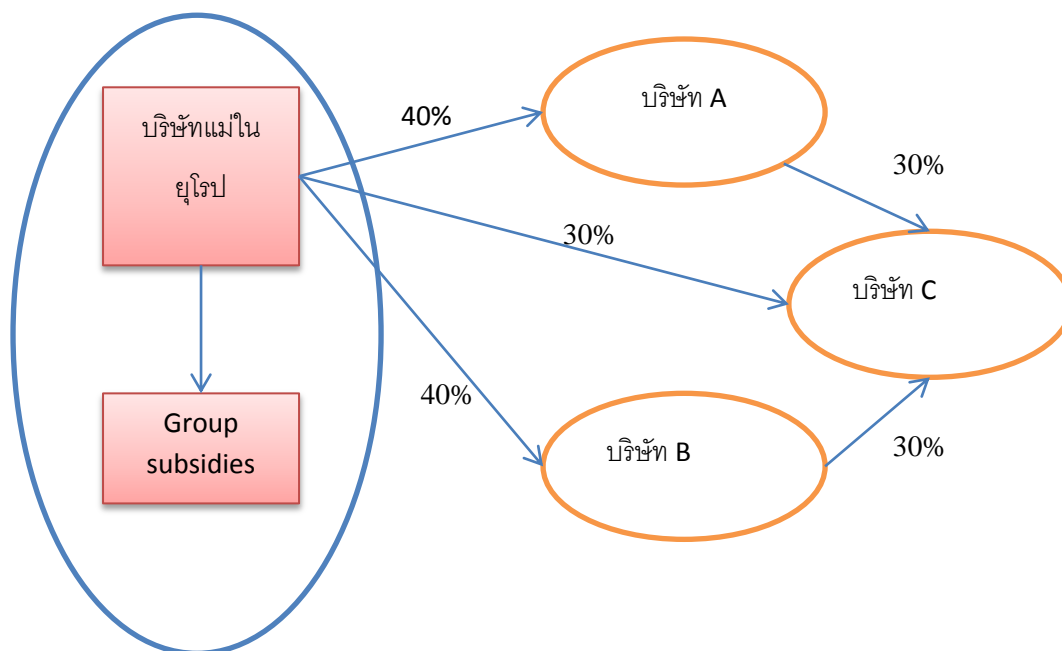 บริษัทแม่ใน
ยุโรป
Group
subsidies
40%
30%
40%
บริษัท A
บริษัท B
30%
30%
บริษัท C